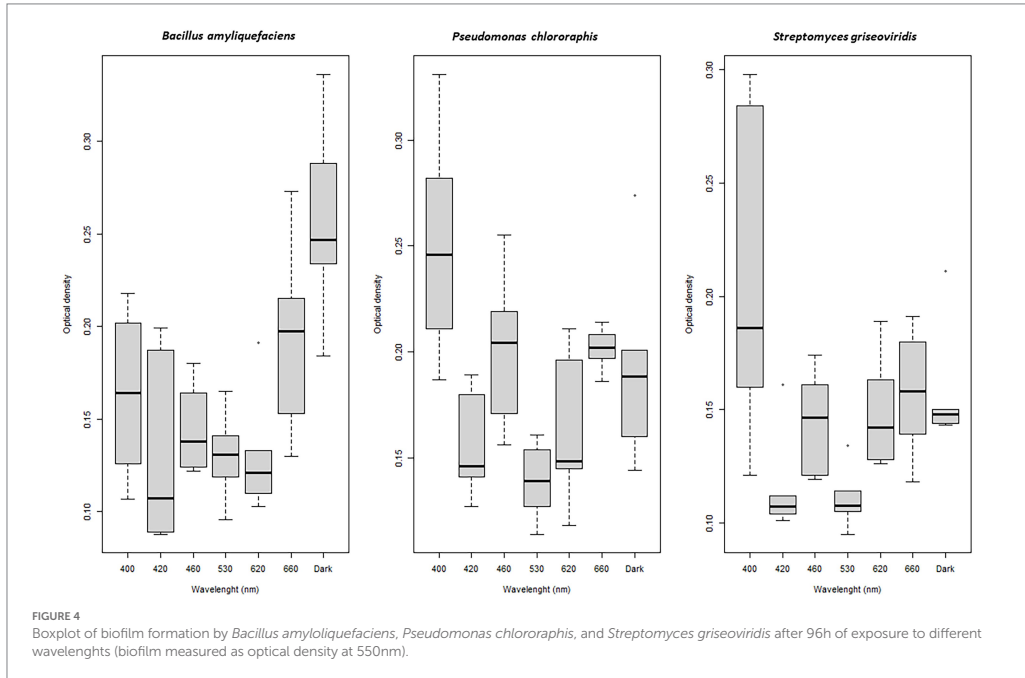 Bacillus amyliquefaciens
Pseudomonas chlororaphis
Streptomyces griseoviridis
Optical density
0.30
0.25
0.20
0.15
0.10
400 420 460 530 620 660 Dark
Wavelenght (nm)
Optical density
0.30
0.25
0.20
0.15
400 420 460 530 620 660 Dark
Wavelenght (nm)
Optical density
0.30
0.25
0.20
0.15
0.10
400 420 460 530 620 660 Dark
Wavelenght (nm)
FIGURE 4
Boxplot of biofilm formation by Bacillus amyloliquefaciens, Pseudomonas chlororaphis, and Streptomyces griseoviridis after 96h of exposure to different
wavelenghts (biofilm measured as optical density at 550nm).